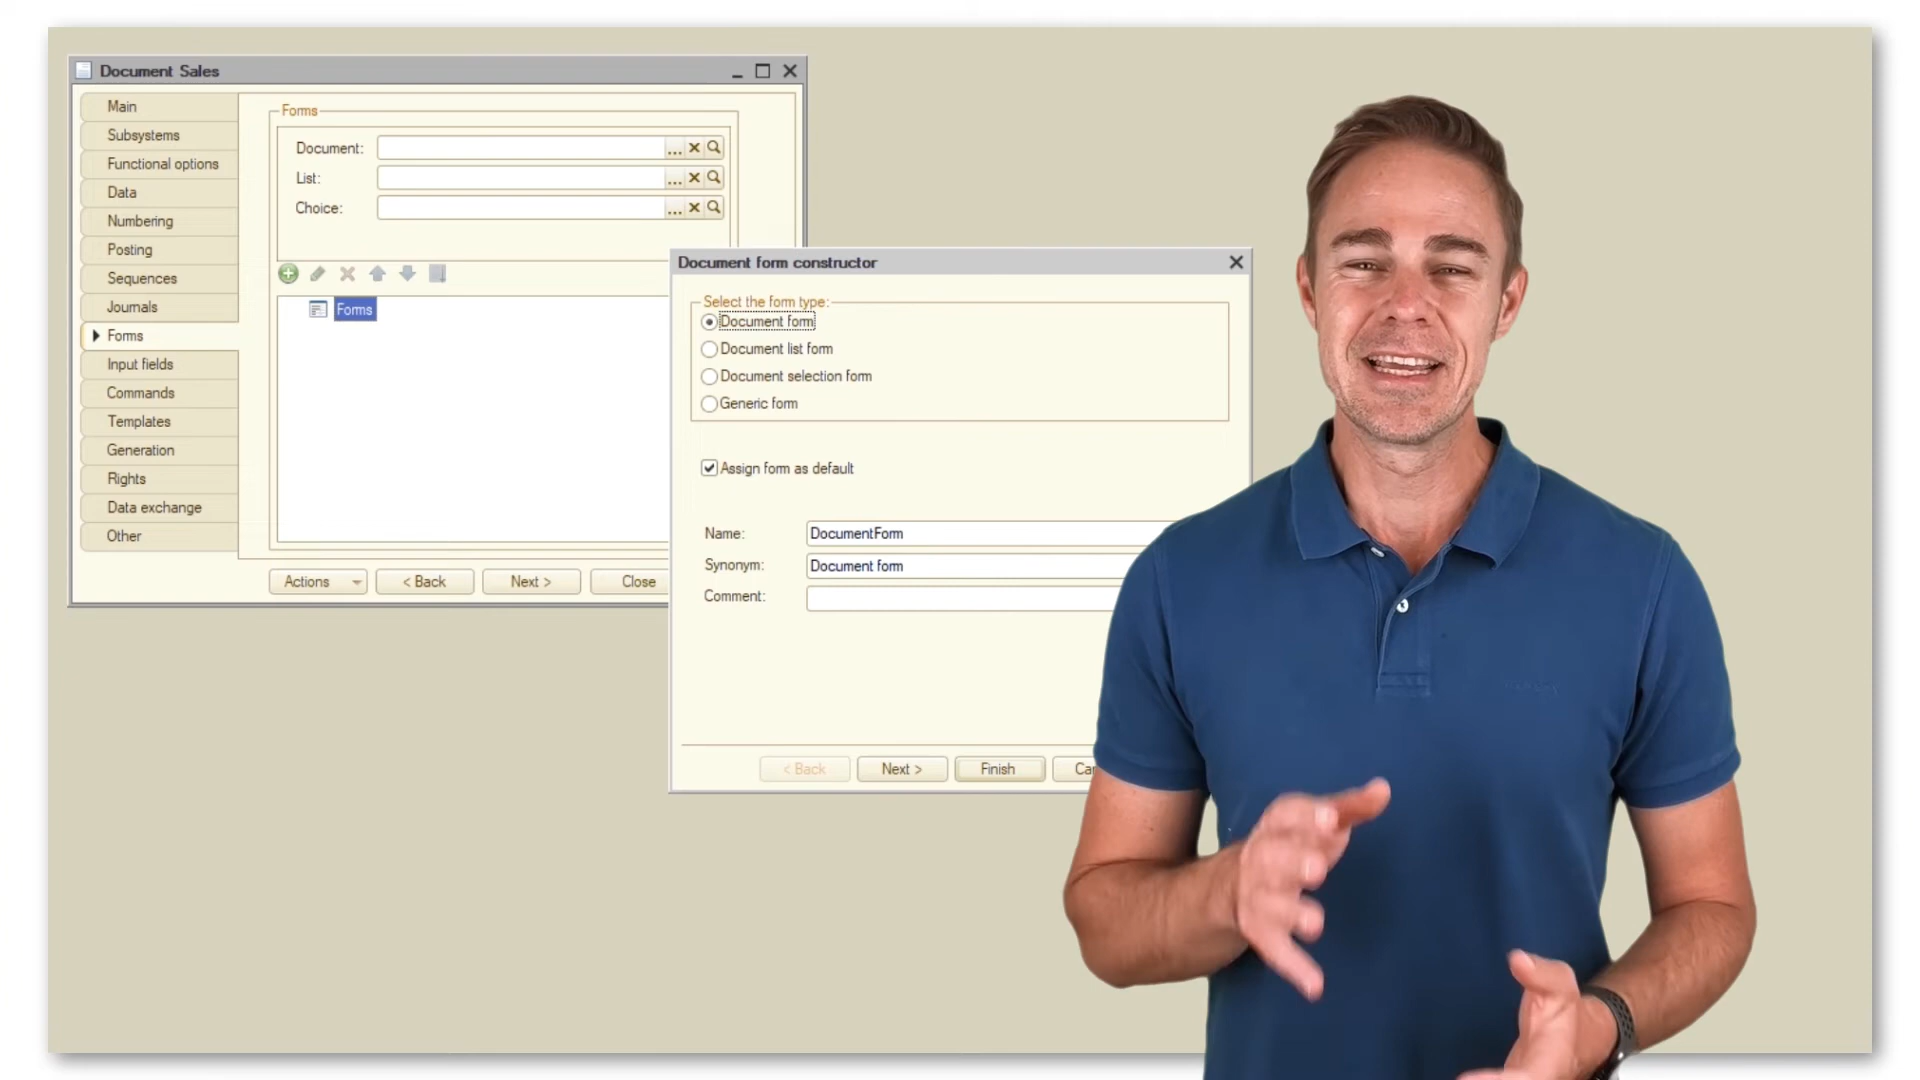 Document Sales
Main
Subsystems
Functional options
Data
Numbering
Posting
Sequences
Journals
Forms
Input fields
Commands
Templates
Generation
Rights
Data exchange
Other
Forms
Document:
List:
Choice:
Forms
Actions
< Back
Next >
Close
Document form constructor
Select the form type:
Document form
Document list form
Document selection form
Generic form
Assign form as default
Name: DocumentForm
Synonym: Document form
Comment:
< Back
Next >
Finish